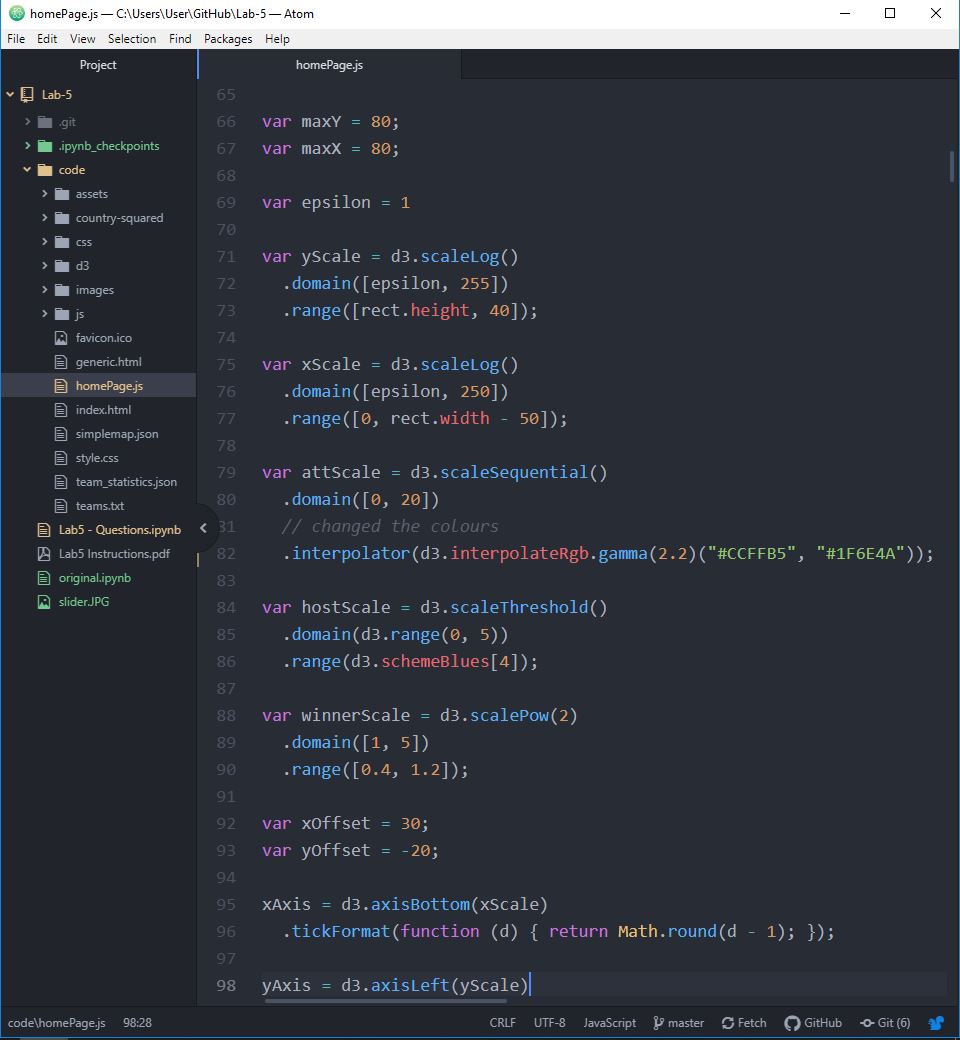 homePage.js — C:\Users\User\GitHub\Lab-5 — Atom
File Edit View Selection Find Packages Help
Project
Lab-5
.git
.ipynb_checkpoints
code
assets
country-squared
css
d3
images
js
favicon.ico
generic.html
homePage.js
index.html
simplemap.json
style.css
team_statistics.json
teams.txt
Lab5 - Questions.ipynb
Lab5 Instructions.pdf
original.ipynb
slider.JPG
homePage.js
65
66 var maxY = 80;
67 var maxX = 80;
68
69 var epsilon = 1
70
71 var yScale = d3.scaleLog()
72   .domain([epsilon, 255])
73   .range([rect.height, 40]);
74
75 var xScale = d3.scaleLog()
76   .domain([epsilon, 250])
77   .range([0, rect.width - 50]);
78
79 var attScale = d3.scaleSequential()
80   .domain([0, 20])
81   // changed the colours
82   .interpolator(d3.interpolateRgb.gamma(2.2)("#CCFFB5", "#1F6E4A"));
83
84 var hostScale = d3.scaleThreshold()
85   .domain(d3.range(0, 5))
86   .range(d3.schemeBlues[4]);
87
88 var winnerScale = d3.scalePow(2)
89   .domain([1, 5])
90   .range([0.4, 1.2]);
91
92 var xOffset = 30;
93 var yOffset = -20;
94
95 xAxis = d3.axisBottom(xScale)
96   .tickFormat(function (d) { return Math.round(d - 1); });
97
98 yAxis = d3.axisLeft(yScale)
code\homePage.js 98:28 CRLF UTF-8 JavaScript master Fetch GitHub Git (6)